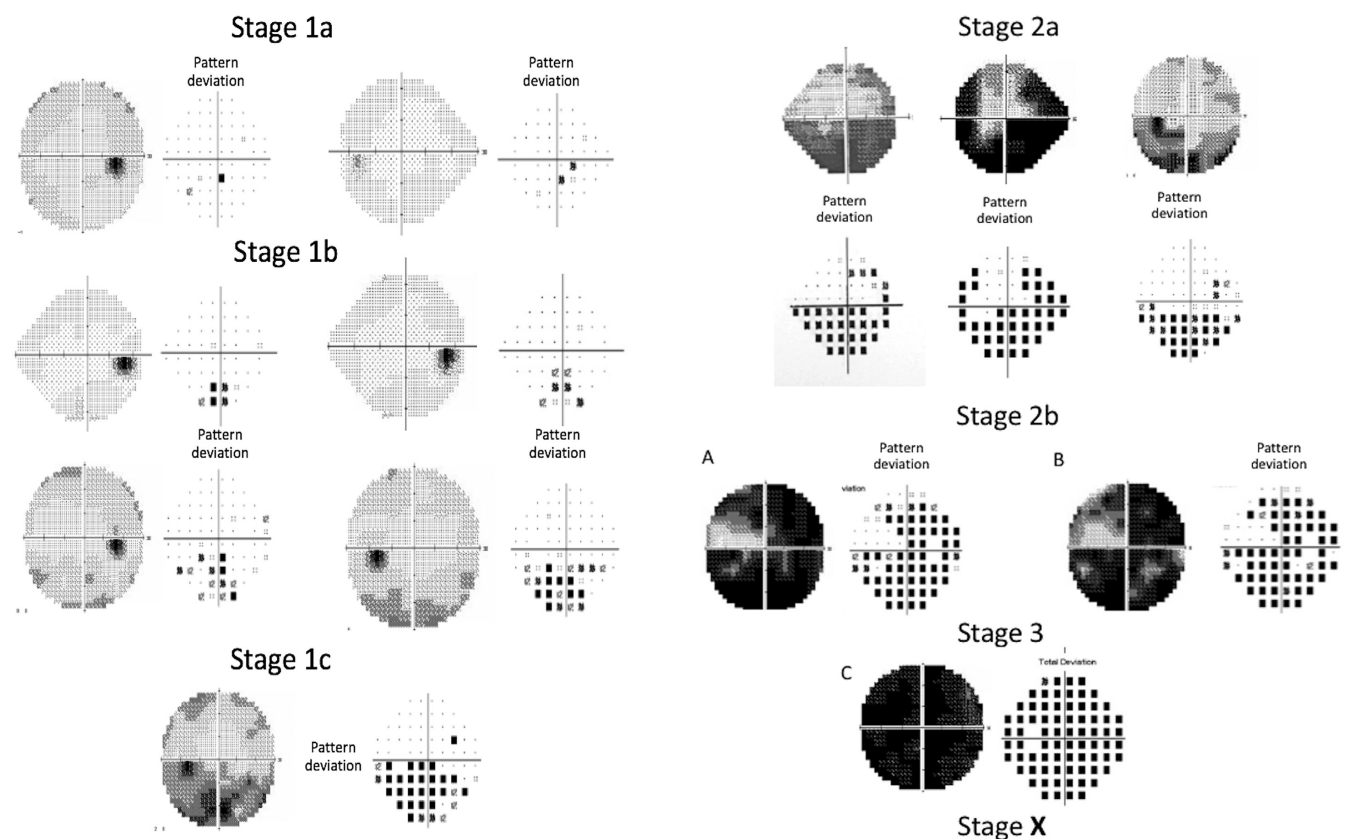 Stage 1a
Pattern
deviation
Pattern
deviation
Stage 1b
Pattern
deviation
Pattern
deviation
Stage 1c
Pattern
deviation
Stage 2a
Pattern
deviation
Pattern
deviation
Pattern
deviation
Stage 2b
A
Pattern
deviation
viation
B
Pattern
deviation
Stage 3
C
Total Deviation
Stage X